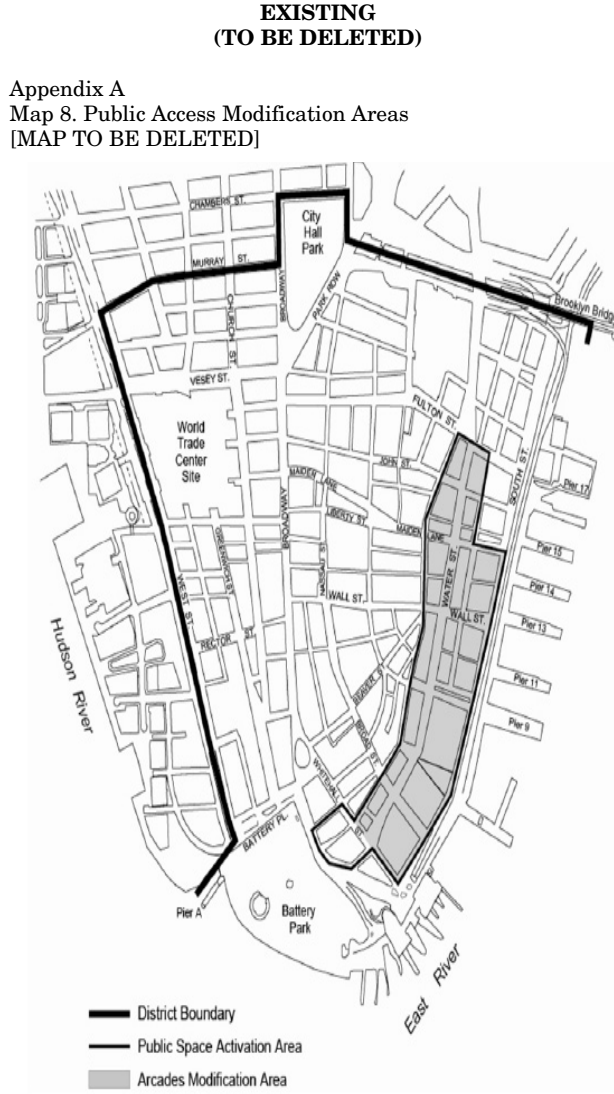 EXISTING
(TO BE DELETED)
Appendix A
Map 8. Public Access Modification Areas
[MAP TO BE DELETED]
CHAMBERS ST.
City
Hall
Park
MURRAY ST.
BROADWAY
PARK ROW
CHURCH ST
Brooklyn Bridg
VESEY ST.
FULTON ST.
World
Trade
Center
Site
JOHN ST.
SOUTH ST.
MAIDEN LANE
Pier 17
BROADWAY
LIBERTY ST
MAIDEN LANE
GREENWICH ST
NASSAU ST
WATER ST.
Pier 15
WEST ST.
WALL ST.
Pier 14
WALL ST.
Pier 13
RECTOR ST.
Hudson River
BEAVER ST
Pier 11
BROAD ST
Pier 9
WHITEHALL ST.
BATTERY PL.
Pier A
Battery
Park
East River
District Boundary
Public Space Activation Area
Arcades Modification Area